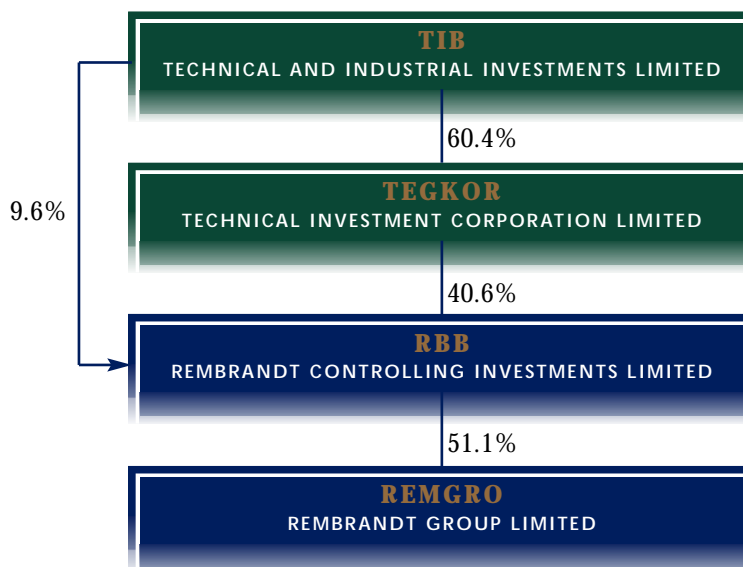 TIB
TECHNICAL AND INDUSTRIAL INVESTMENTS LIMITED
60.4%
TEGKOR
TECHNICAL INVESTMENT CORPORATION LIMITED
9.6%
40.6%
RBB
REMBRANDT CONTROLLING INVESTMENTS LIMITED
51.1%
REMGRO
REMBRANDT GROUP LIMITED